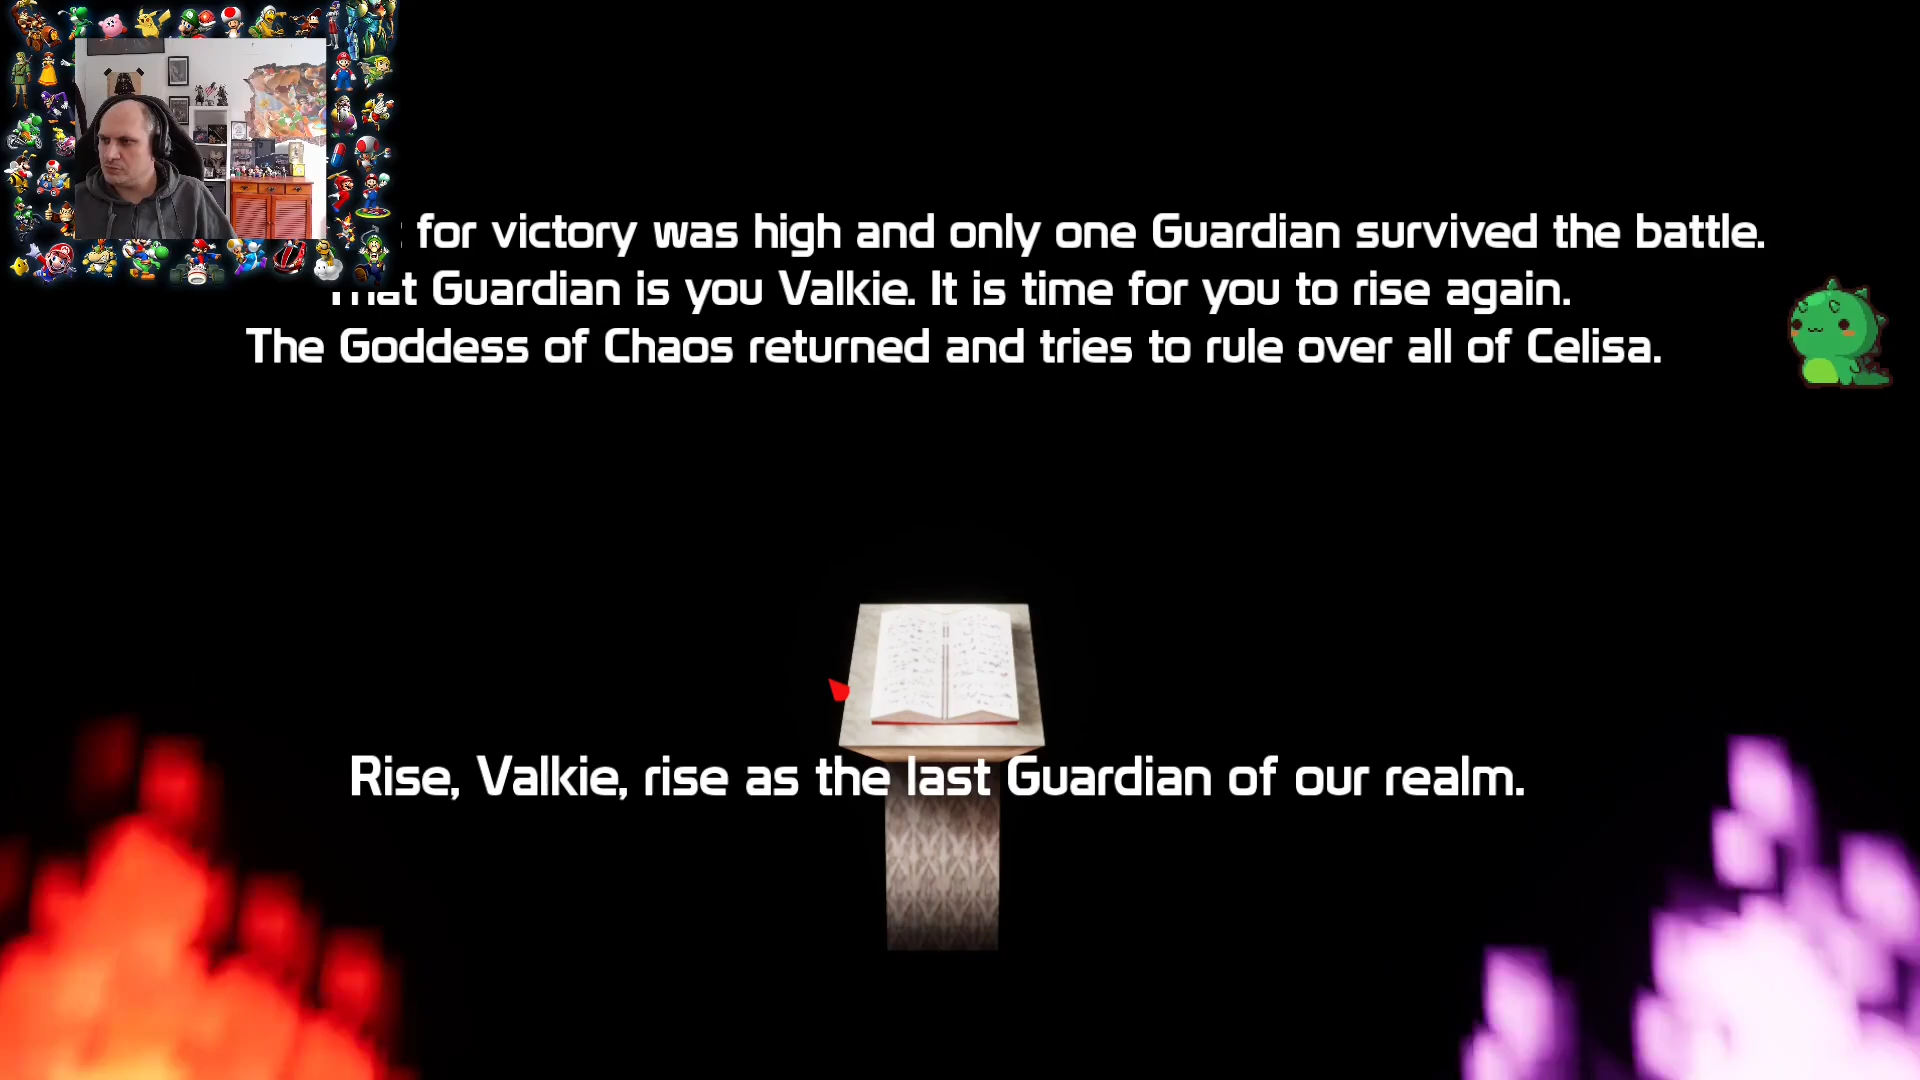 for victory was high and only one Guardian survived the battle.
That Guardian is you Valkie. It is time for you to rise again.
The Goddess of Chaos returned and tries to rule over all of Celisa.
Rise, Valkie, rise as the last Guardian of our realm.